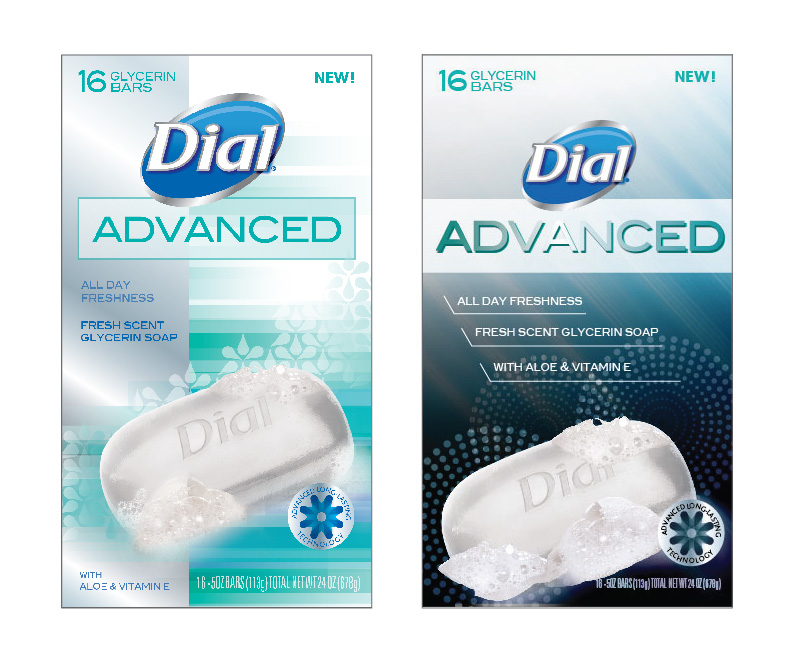 16 GLYCERIN
BARS
NEW!
Dial
ADVANCED
ALL DAY
FRESHNESS
FRESH SCENT
GLYCERIN SOAP
Dial
ADVANCED LONG-LASTING
TECHNOLOGY
WITH
ALOE & VITAMIN E
16 -5OZ BARS (113g) TOTAL NET WT 24 OZ (678g)
16 GLYCERIN
BARS
NEW!
Dial
ADVANCED
ALL DAY FRESHNESS
FRESH SCENT GLYCERIN SOAP
WITH ALOE & VITAMIN E
Dial
ADVANCED LONG-LASTING
TECHNOLOGY
16 -5OZ BARS (113g) TOTAL NET WT 24 OZ (678g)